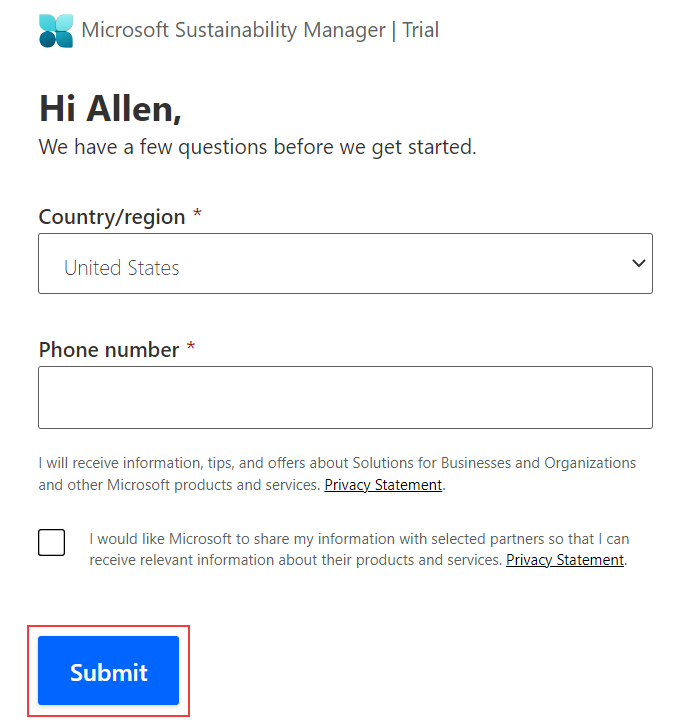 Microsoft Sustainability Manager | Trial
Hi Allen,
We have a few questions before we get started.
Country/region *
United States
Phone number *
I will receive information, tips, and offers about Solutions for Businesses and Organizations
and other Microsoft products and services. Privacy Statement.
I would like Microsoft to share my information with selected partners so that I can
receive relevant information about their products and services. Privacy Statement.
Submit